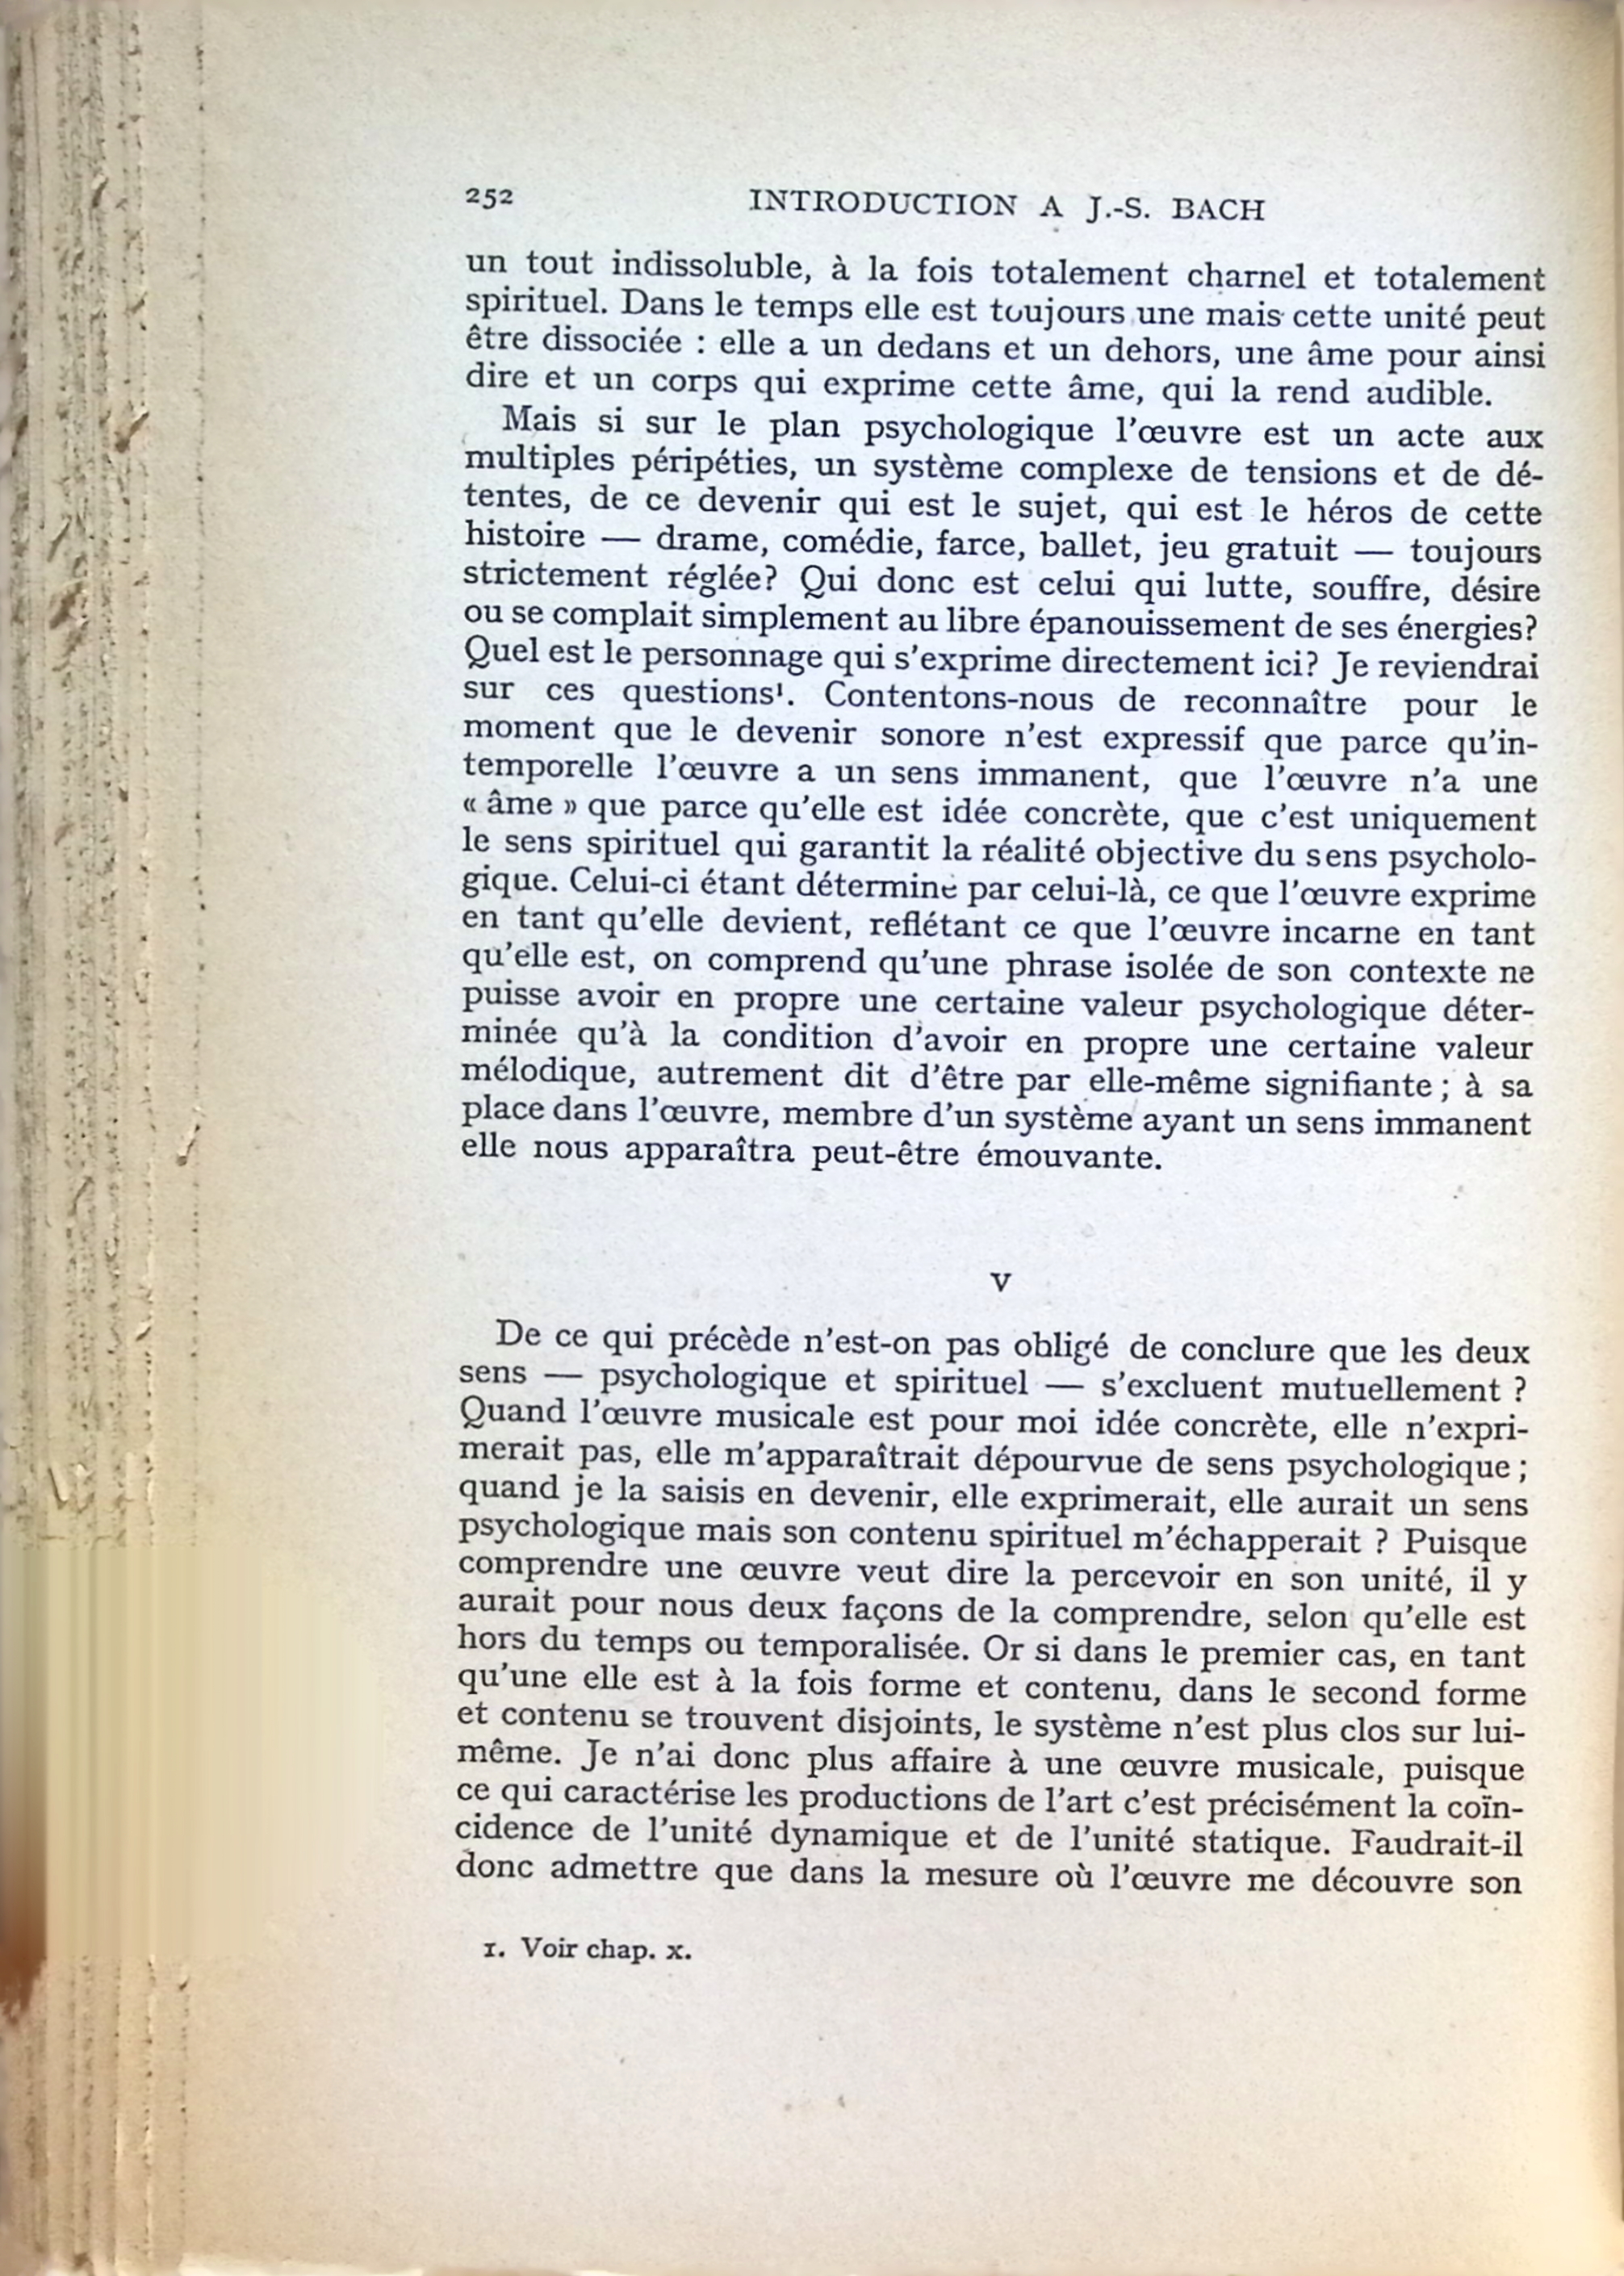 252 INTRODUCTION A J.-S. BACH
un tout indissoluble, à la fois totalement charnel et totalement
spirituel. Dans le temps elle est toujours une mais cette unité peut
être dissociée : elle a un dedans et un dehors, une âme pour ainsi
dire et un corps qui exprime cette âme, qui la rend audible.
Mais si sur le plan psychologique l'œuvre est un acte aux
multiples péripéties, un système complexe de tensions et de dé-
tentes, de ce devenir qui est le sujet, qui est le héros de cette
histoire — drame, comédie, farce, ballet, jeu gratuit — toujours
strictement réglée? Qui donc est celui qui lutte, souffre, désire
ou se complait simplement au libre épanouissement de ses énergies?
Quel est le personnage qui s'exprime directement ici? Je reviendrai
sur ces questions¹. Contentons-nous de reconnaître pour le
moment que le devenir sonore n'est expressif que parce qu'in-
temporelle l'œuvre a un sens immanent, que l'œuvre n'a une
« âme » que parce qu'elle est idée concrète, que c'est uniquement
le sens spirituel qui garantit la réalité objective du sens psycholo-
gique. Celui-ci étant déterminé par celui-là, ce que l'œuvre exprime
en tant qu'elle devient, reflétant ce que l'œuvre incarne en tant
qu'elle est, on comprend qu'une phrase isolée de son contexte ne
puisse avoir en propre une certaine valeur psychologique déter-
minée qu'à la condition d'avoir en propre une certaine valeur
mélodique, autrement dit d'être par elle-même signifiante ; à sa
place dans l'œuvre, membre d'un système ayant un sens immanent
elle nous apparaîtra peut-être émouvante.
V
De ce qui précède n'est-on pas obligé de conclure que les deux
sens — psychologique et spirituel — s'excluent mutuellement ?
Quand l'œuvre musicale est pour moi idée concrète, elle n'expri-
merait pas, elle m'apparaîtrait dépourvue de sens psychologique ;
quand je la saisis en devenir, elle exprimerait, elle aurait un sens
psychologique mais son contenu spirituel m'échapperait ? Puisque
comprendre une œuvre veut dire la percevoir en son unité, il y
aurait pour nous deux façons de la comprendre, selon qu'elle est
hors du temps ou temporalisée. Or si dans le premier cas, en tant
qu'une elle est à la fois forme et contenu, dans le second forme
et contenu se trouvent disjoints, le système n'est plus clos sur lui-
même. Je n'ai donc plus affaire à une œuvre musicale, puisque
ce qui caractérise les productions de l'art c'est précisément la coïn-
cidence de l'unité dynamique et de l'unité statique. Faudrait-il
donc admettre que dans la mesure où l'œuvre me découvre son
1. Voir chap. x.